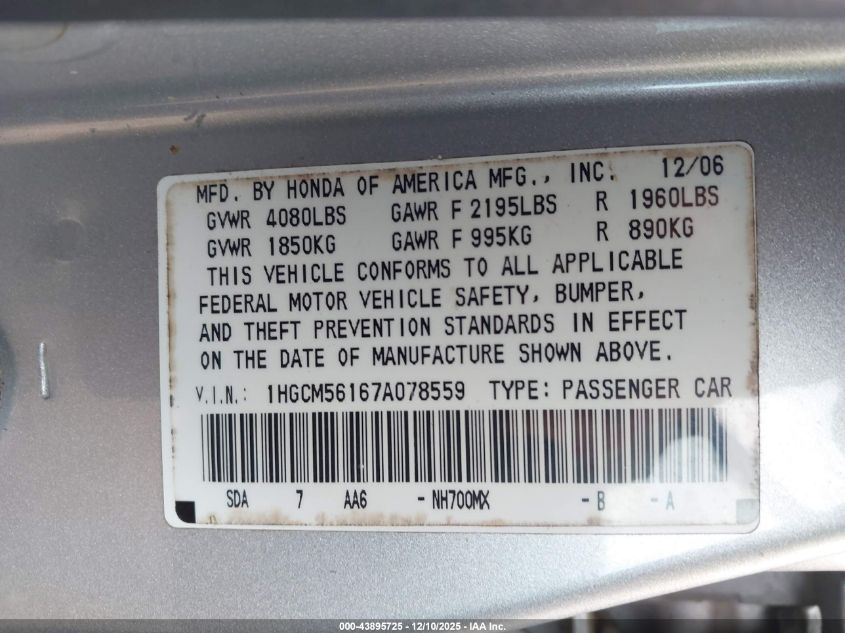 MFD. BY HONDA OF AMERICA MFG., INC. 12/06
GVWR 4080LBS GAWR F 2195LBS R 1960LBS
GVWR 1850KG GAWR F 995KG R 890KG
THIS VEHICLE CONFORMS TO ALL APPLICABLE
FEDERAL MOTOR VEHICLE SAFETY, BUMPER,
AND THEFT PREVENTION STANDARDS IN EFFECT
ON THE DATE OF MANUFACTURE SHOWN ABOVE.
V.I.N.: 1HGCM56167A078559 TYPE: PASSENGER CAR
SDA 7 AA6 -NH700MX -B -A
000-43895725 - 12/10/2025 - IAA Inc.